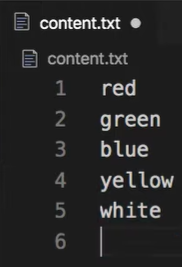 content.txt
content.txt
1 red
2 green
3 blue
4 yellow
5 white
6